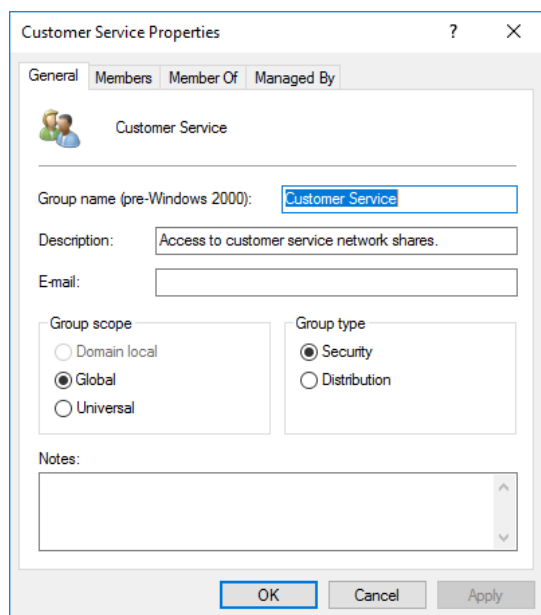 Customer Service Properties
?
General Members Member Of Managed By
Customer Service
Group name (pre-Windows 2000): Customer Service
Description: Access to customer service network shares.
E-mail:
Group scope
Domain local
Global
Universal
Group type
Security
Distribution
Notes:
OK Cancel Apply